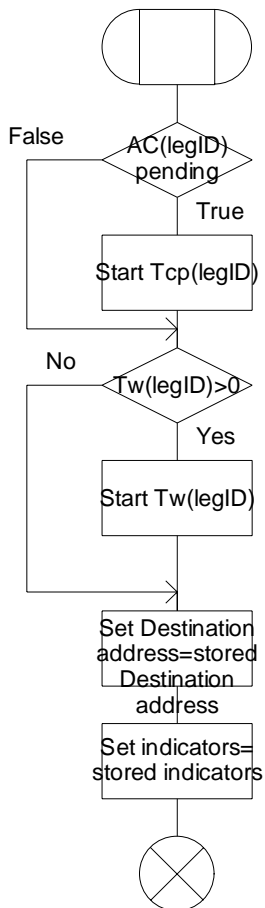 False
AC(legID)
pending
True
Start Tcp(legID)
No
Tw(legID)>0
Yes
Start Tw(legID)
Set Destination
address=stored
Destination
address
Set indicators=
stored indicators